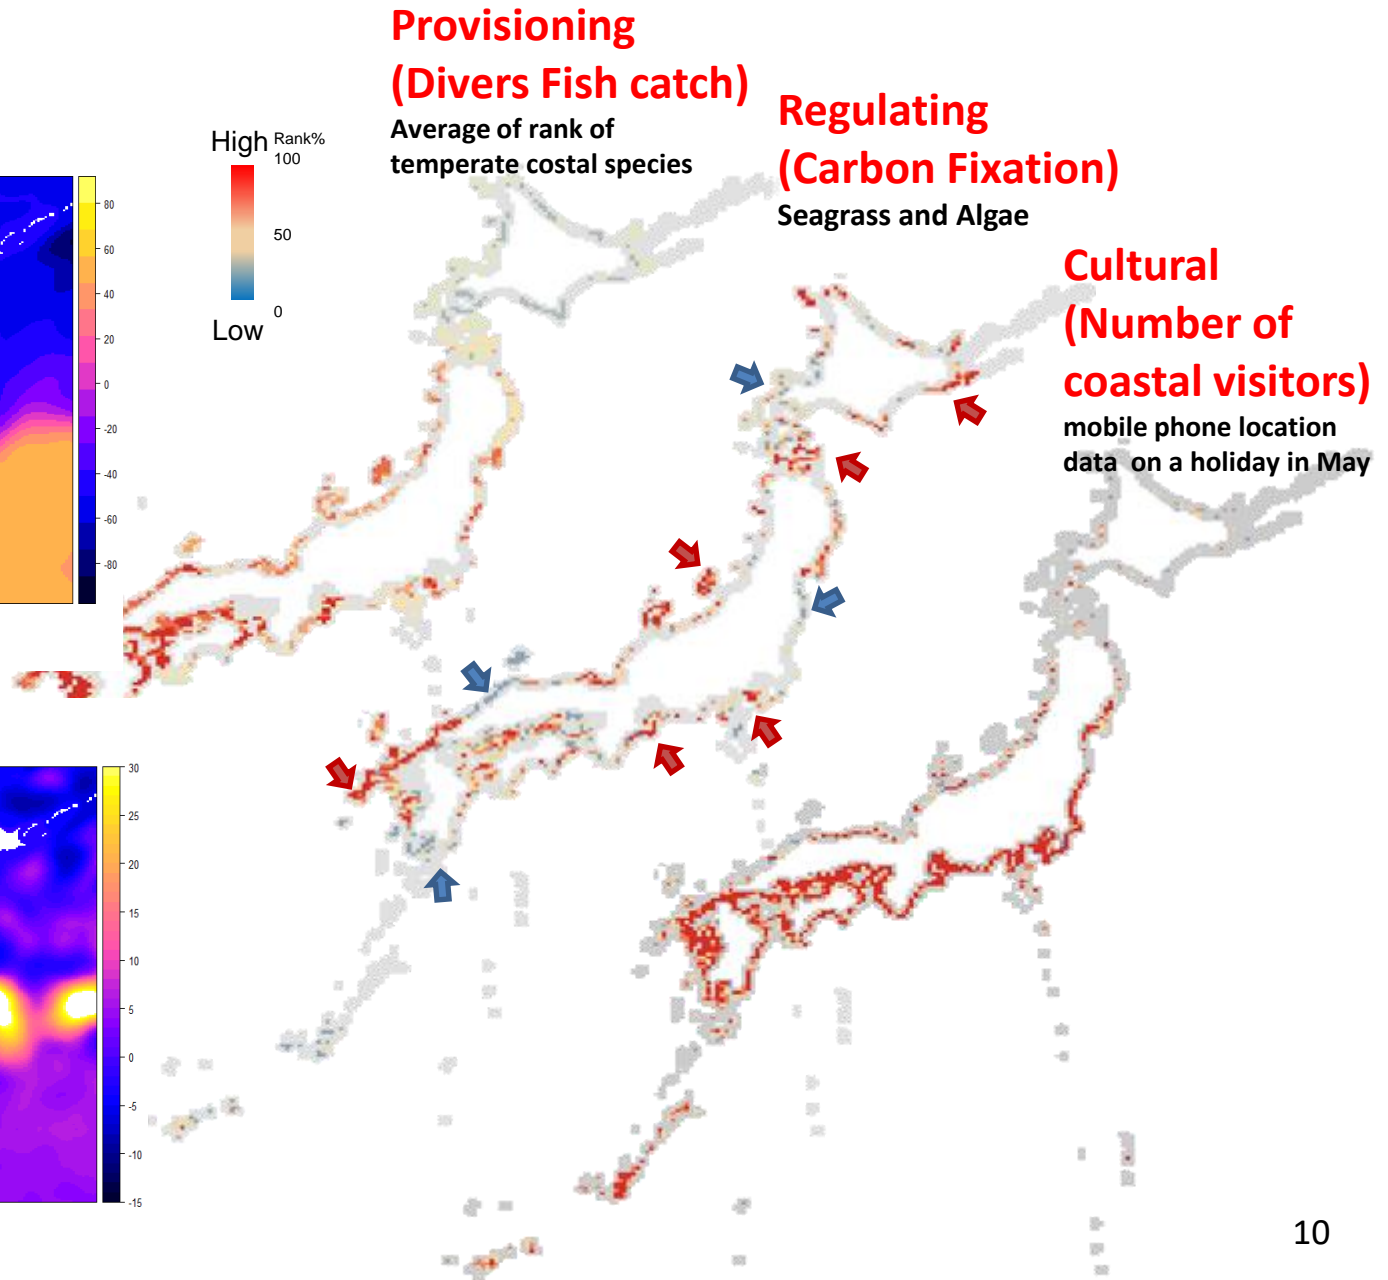 Provisioning
(Divers Fish catch)
Average of rank of
temperate costal species
High Rank%
100
50
0
Low
Regulating
(Carbon Fixation)
Seagrass and Algae
Cultural
(Number of
coastal visitors)
mobile phone location
data on a holiday in May
80
60
40
20
0
-20
-40
-60
-80
30
25
20
15
10
5
0
-5
-10
-15
10